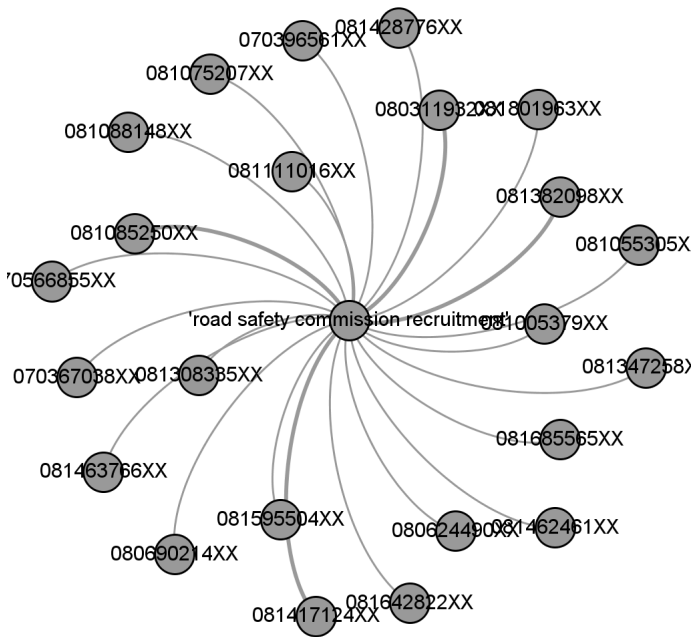 081428776XX
070396561XX
081075207XX
080311932XX
081801963XX
081088148XX
081111016XX
081382098XX
081085250XX
081055305X
70566855XX
'road safety commission recruitment'
081005379XX
081347258X
070367038XX
081308335XX
081685565XX
081463766XX
081595504XX
080624490XX
081462461XX
080690214XX
081642822XX
081417124XX